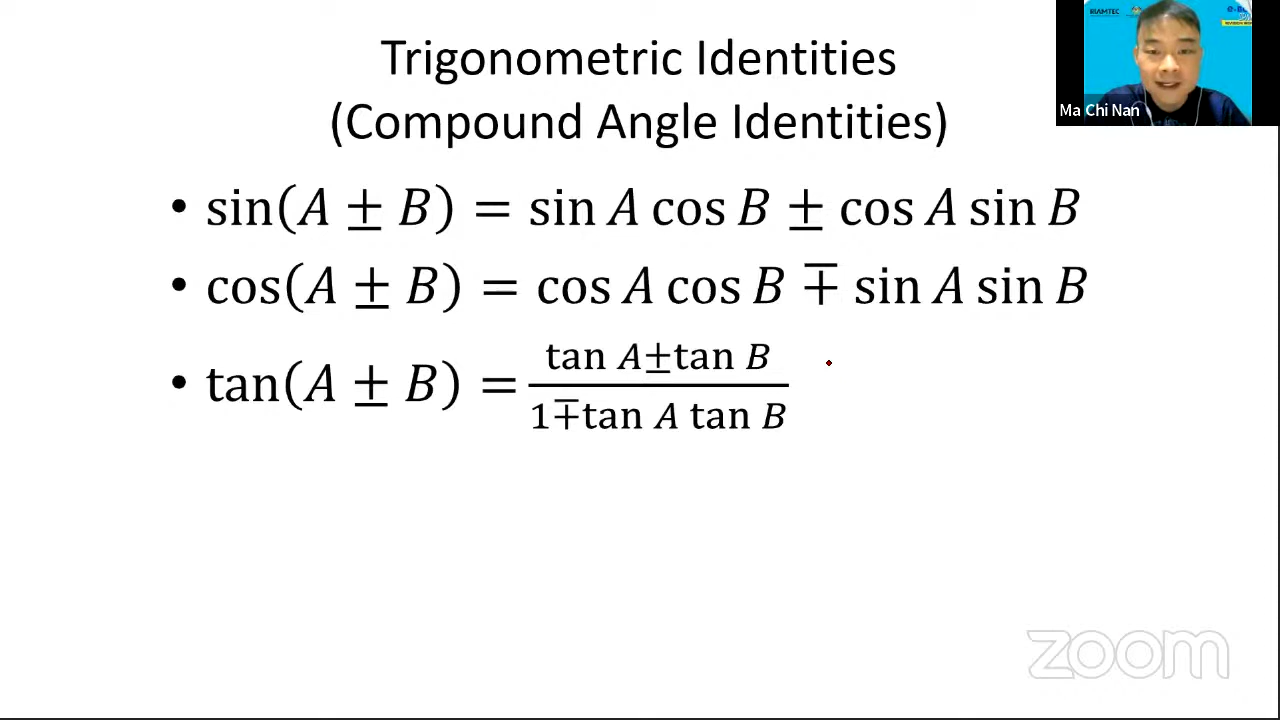 Trigonometric Identities
(Compound Angle Identities)
Ma Chi Nan
• sin(A ± B) = sin A cos B ± cos A sin B
• cos(A ± B) = cos A cos B ∓ sin A sin B
• tan(A ± B) = \frac{tan A±tan B}{1∓tan A tan B}
zoom